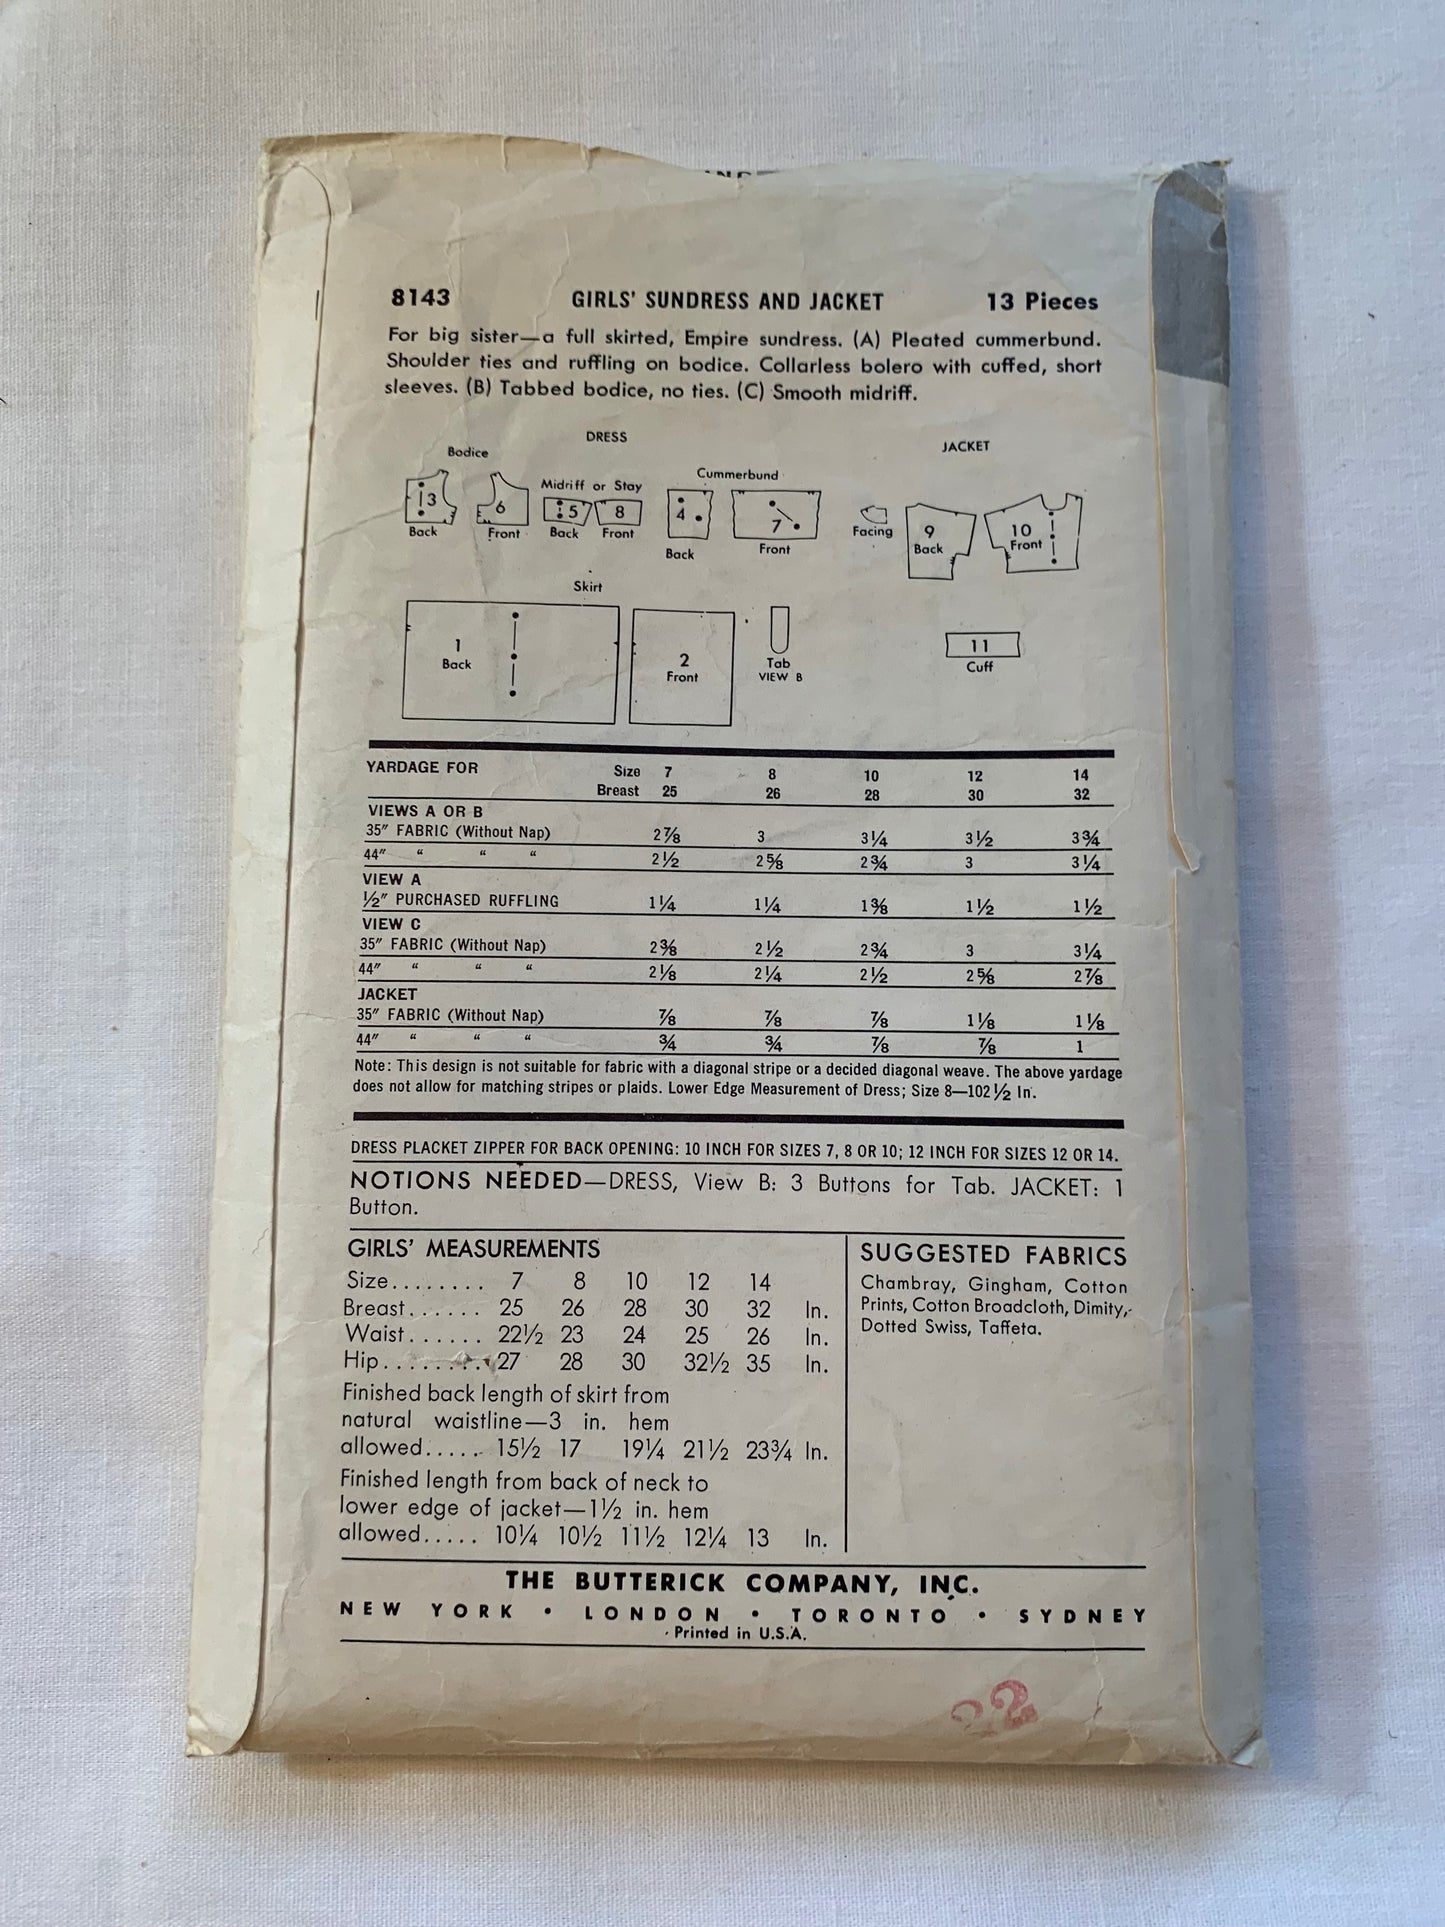 8143 GIRLS' SUNDRESS AND JACKET 13 Pieces
For big sister—a full skirted, Empire sundress. (A) Pleated cummerbund.
Shoulder ties and ruffling on bodice. Collarless bolero with cuffed, short
sleeves. (B) Tabbed bodice, no ties. (C) Smooth midriff.
DRESS JACKET
Bodice Midriff or Stay Cummerbund
3 6 5 8 4 7 9 10
Back Front Back Front Back Front Facing Back Front
Skirt
1 2 11
Back Front Tab Cuff
VIEW B
YARDAGE FOR Size 7 8 10 12 14
Breast 25 26 28 30 32
VIEWS A OR B
35″ FABRIC (Without Nap) 2⅞ 3 3¼ 3½ 3¾
44″ “ “ “ 2½ 2⅝ 2¾ 3 3¼
VIEW A
½″ PURCHASED RUFFLING 1¼ 1¼ 1⅜ 1½ 1½
VIEW C
35″ FABRIC (Without Nap) 2⅜ 2½ 2¾ 3 3¼
44″ “ “ “ 2⅛ 2¼ 2½ 2⅝ 2⅞
JACKET
35″ FABRIC (Without Nap) ⅞ ⅞ ⅞ 1⅛ 1⅛
44″ “ “ “ ¾ ¾ ⅞ ⅞ 1
Note: This design is not suitable for fabric with a diagonal stripe or a decided diagonal weave. The above yardage
does not allow for matching stripes or plaids. Lower Edge Measurement of Dress; Size 8—102½ In.
DRESS PLACKET ZIPPER FOR BACK OPENING: 10 INCH FOR SIZES 7, 8 OR 10; 12 INCH FOR SIZES 12 OR 14.
NOTIONS NEEDED—DRESS, View B: 3 Buttons for Tab. JACKET: 1
Button.
GIRLS' MEASUREMENTS
Size........ 7 8 10 12 14
Breast...... 25 26 28 30 32 In.
Waist...... 22½ 23 24 25 26 In.
Hip........ 27 28 30 32½ 35 In.
Finished back length of skirt from
natural waistline—3 in. hem
allowed..... 15½ 17 19¼ 21½ 23¾ In.
Finished length from back of neck to
lower edge of jacket—1½ in. hem
allowed..... 10¼ 10½ 11½ 12¼ 13 In.
SUGGESTED FABRICS
Chambray, Gingham, Cotton
Prints, Cotton Broadcloth, Dimity,
Dotted Swiss, Taffeta.
THE BUTTERICK COMPANY, INC.
NEW YORK • LONDON • TORONTO • SYDNEY
Printed in U.S.A.
22